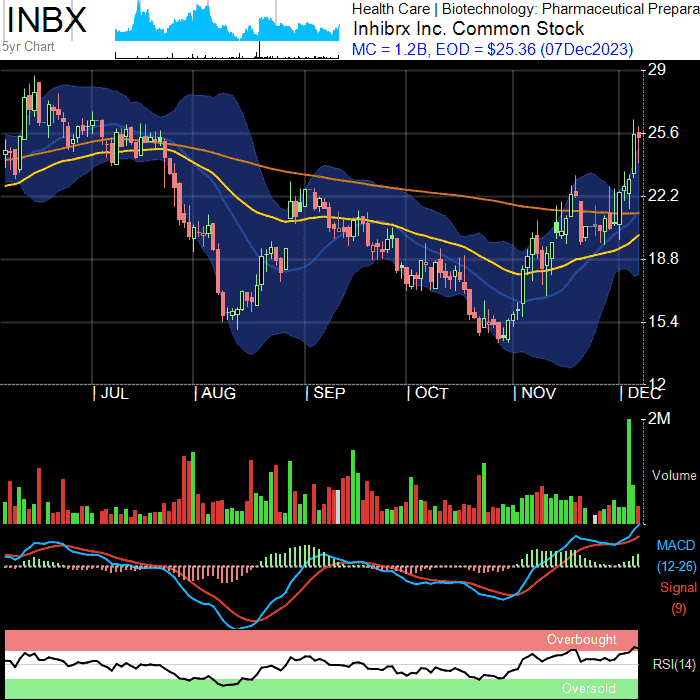 INBX
5yr Chart
Health Care | Biotechnology: Pharmaceutical Prepara
Inhibrx Inc. Common Stock
MC = 1.2B, EOD = $25.36 (07Dec2023)
29
25.6
22.2
18.8
15.4
12
| JUL | AUG | SEP | OCT | NOV | DEC
2M
Volume
MACD
(12-26)
Signal
(9)
Overbought
RSI(14)
Oversold